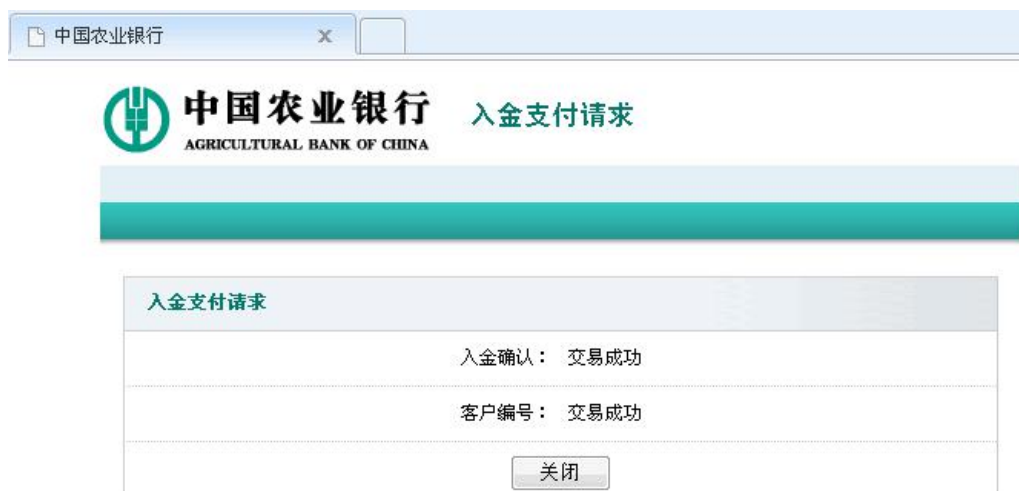 中国农业银行
中国农业银行 入金支付请求
AGRICULTURAL BANK OF CHINA
入金支付请求
入金确认： 交易成功
客户编号： 交易成功
关闭